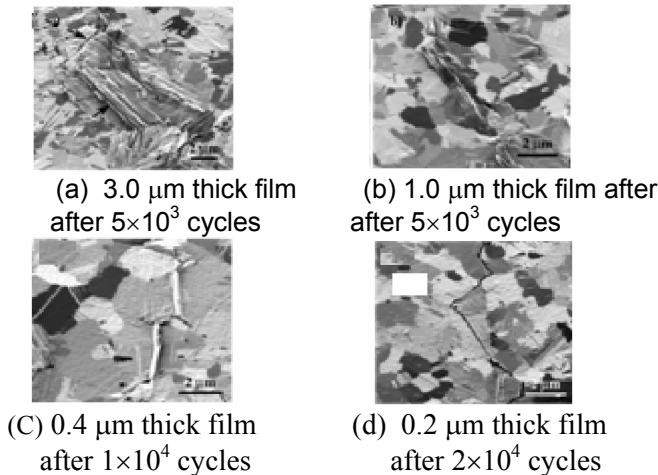 2 μm
2 μm
(a) 3.0 μm thick film
after 5×10³ cycles
(b) 1.0 μm thick film after
after 5×10³ cycles
2 μm
(C) 0.4 μm thick film
after 1×10⁴ cycles
(d) 0.2 μm thick film
after 2×10⁴ cycles